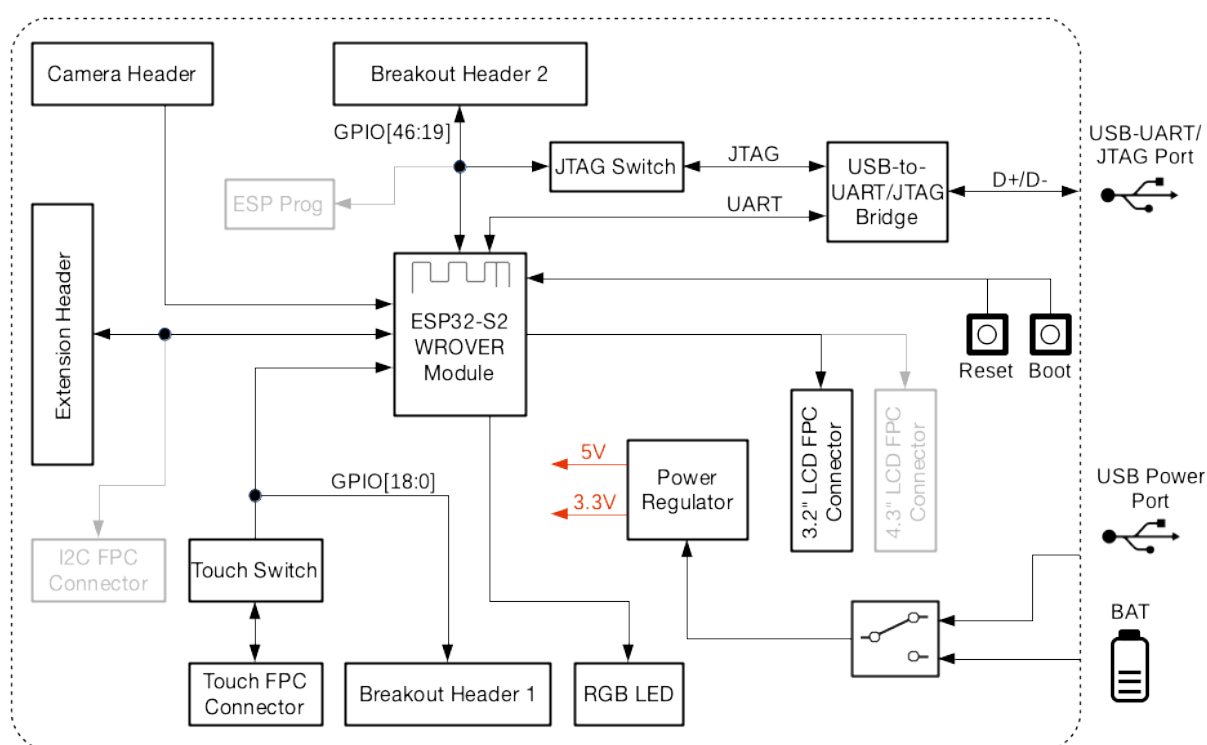 Camera Header
Breakout Header 2
GPIO[46:19]
USB-UART/
JTAG Port
JTAG Switch
JTAG
USB-to-
UART/JTAG
Bridge
D+/D-
ESP Prog
UART
Extension Header
ESP32-S2
WROVER
Module
Reset
Boot
3.2" LCD FPC
Connector
4.3" LCD FPC
Connector
5V
3.3V
Power
Regulator
USB Power
Port
GPIO[18:0]
I2C FPC
Connector
Touch Switch
BAT
Touch FPC
Connector
Breakout Header 1
RGB LED